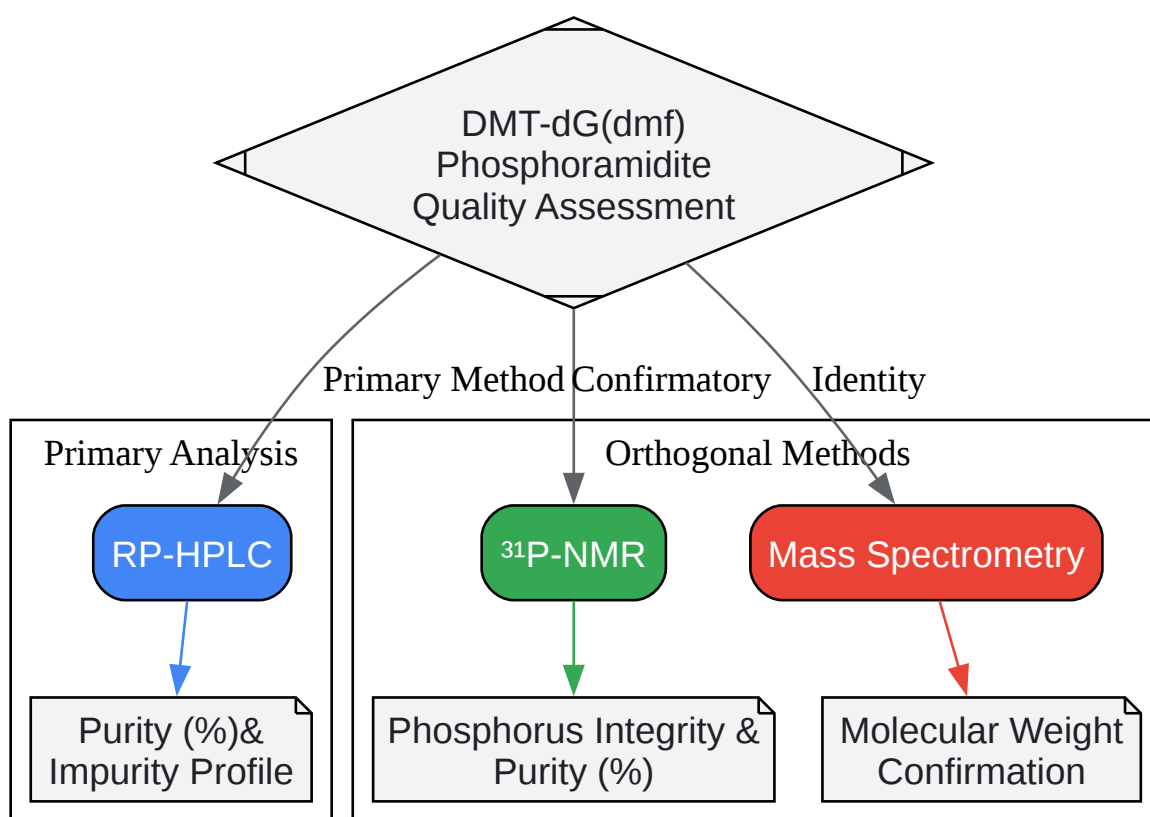 DMT-dG(dmf)
Phosphoramidite
Quality Assessment
Primary Method
Confirmatory
Identity
Primary Analysis
Orthogonal Methods
RP-HPLC
³¹P-NMR
Mass Spectrometry
Purity (%)&
Impurity Profile
Phosphorus Integrity &
Purity (%)
Molecular Weight
Confirmation